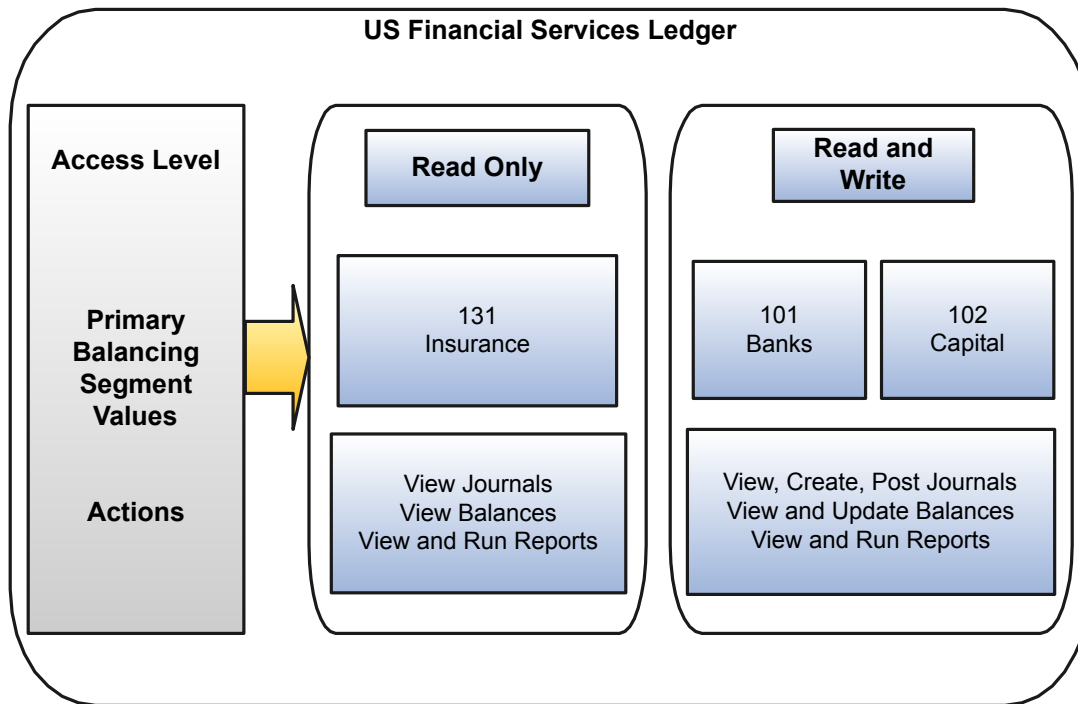 US Financial Services Ledger
Access Level
Primary
Balancing
Segment
Values
Actions
Read Only
131
Insurance
View Journals
View Balances
View and Run Reports
Read and
Write
101
Banks
102
Capital
View, Create, Post Journals
View and Update Balances
View and Run Reports